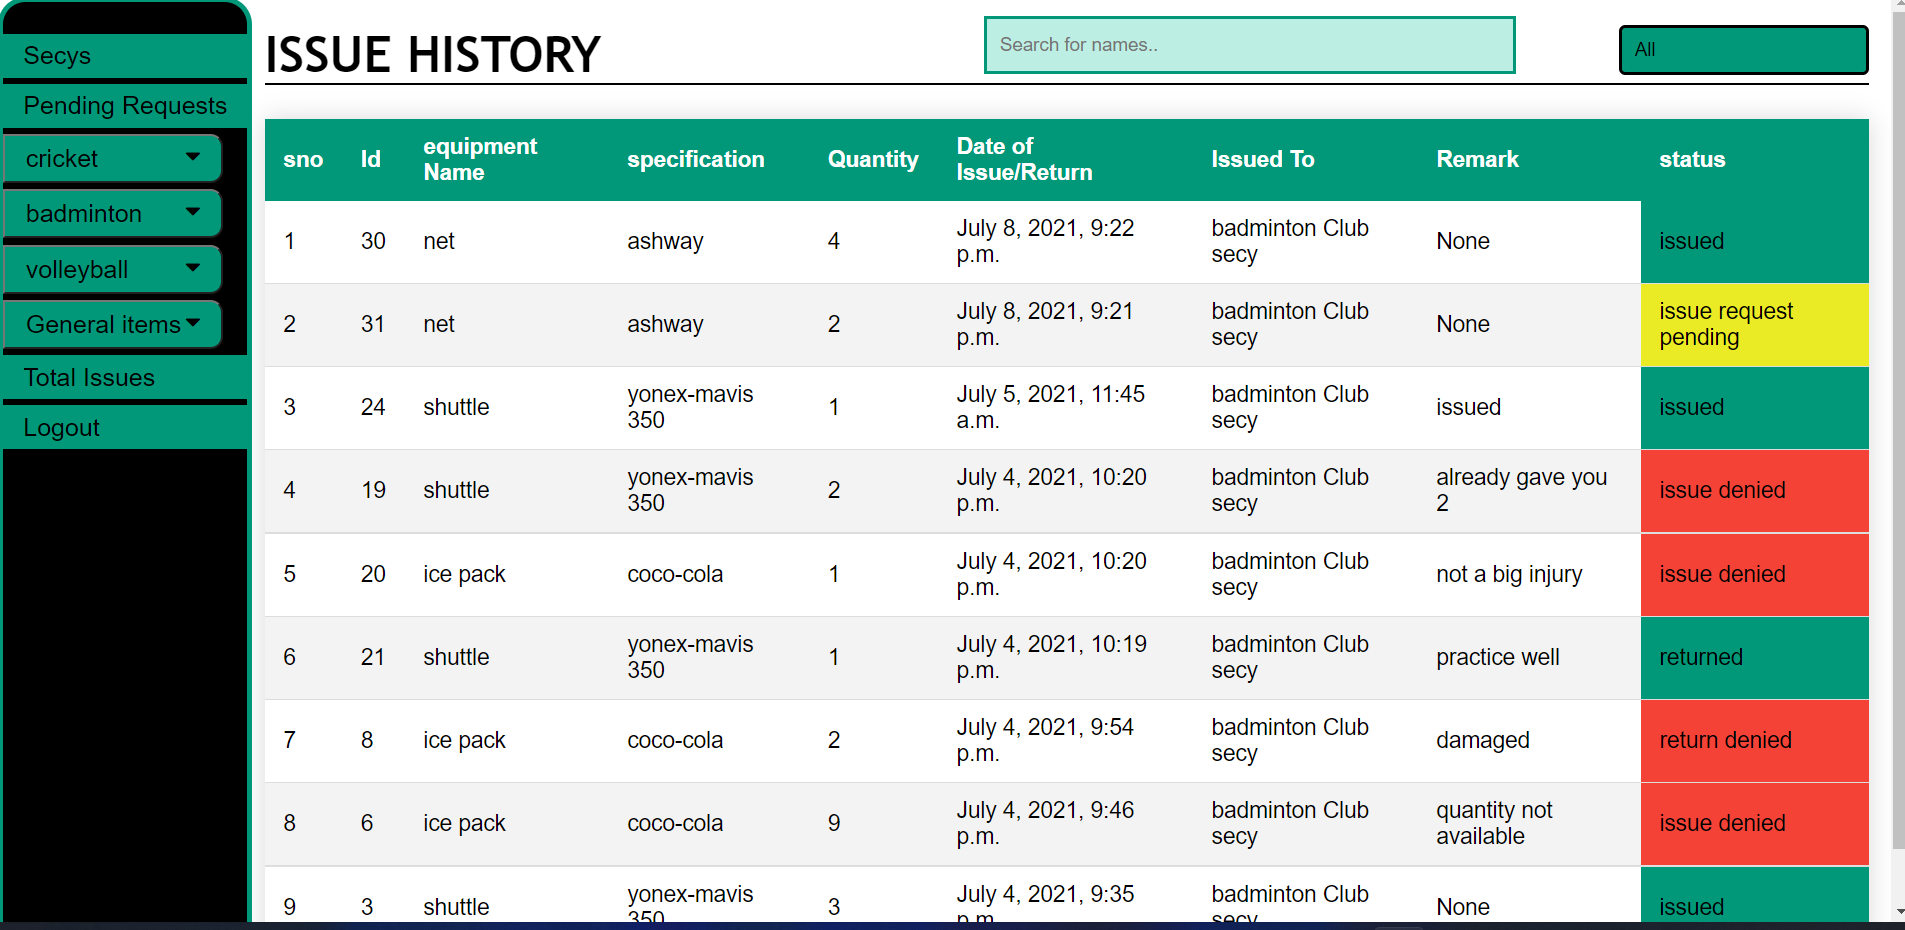 Secys
Pending Requests
cricket
badminton
volleyball
General items
Total Issues
Logout
ISSUE HISTORY
Search for names..
All
sno Id equipment Name specification Quantity Date of Issue/Return Issued To Remark status
1 30 net ashway 4 July 8, 2021, 9:22 p.m. badminton Club secy None issued
2 31 net ashway 2 July 8, 2021, 9:21 p.m. badminton Club secy None issue request pending
3 24 shuttle yonex-mavis 350 1 July 5, 2021, 11:45 a.m. badminton Club secy issued issued
4 19 shuttle yonex-mavis 350 2 July 4, 2021, 10:20 p.m. badminton Club secy already gave you 2 issue denied
5 20 ice pack coco-cola 1 July 4, 2021, 10:20 p.m. badminton Club secy not a big injury issue denied
6 21 shuttle yonex-mavis 350 1 July 4, 2021, 10:19 p.m. badminton Club secy practice well returned
7 8 ice pack coco-cola 2 July 4, 2021, 9:54 p.m. badminton Club secy damaged return denied
8 6 ice pack coco-cola 9 July 4, 2021, 9:46 p.m. badminton Club secy quantity not available issue denied
9 3 shuttle yonex-mavis 350 3 July 4, 2021, 9:35 p.m. badminton Club secy None issued